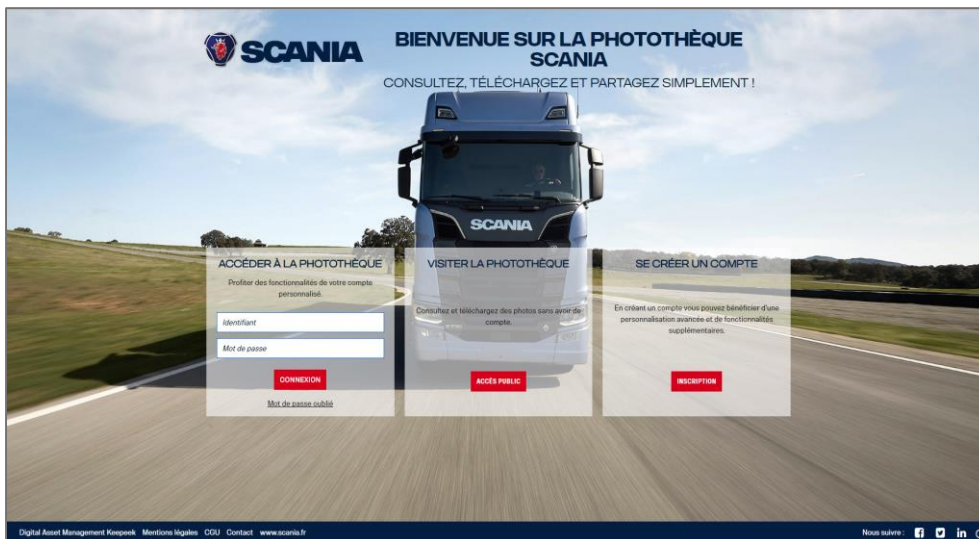 SCANIA
BIENVENUE SUR LA PHOTOTHÈQUE
SCANIA
CONSULTEZ, TÉLÉCHARGEZ ET PARTAGEZ SIMPLEMENT !
SCANIA
ACCÉDER À LA PHOTOTHÈQUE
Profiter des fonctionnalités de votre compte
personnalisé.
Identifiant
Mot de passe
CONNEXION
Mot de passe oublié
VISITER LA PHOTOTHÈQUE
Consultez et téléchargez des photos sans avoir de
compte.
ACCÈS PUBLIC
SE CRÉER UN COMPTE
En créant un compte vous pouvez bénéficier d'une
personnalisation avancée et de fonctionnalités
supplémentaires.
INSCRIPTION
Digital Asset Management Keepeek Mentions légales CGU Contact www.scania.fr
Nous suivre :